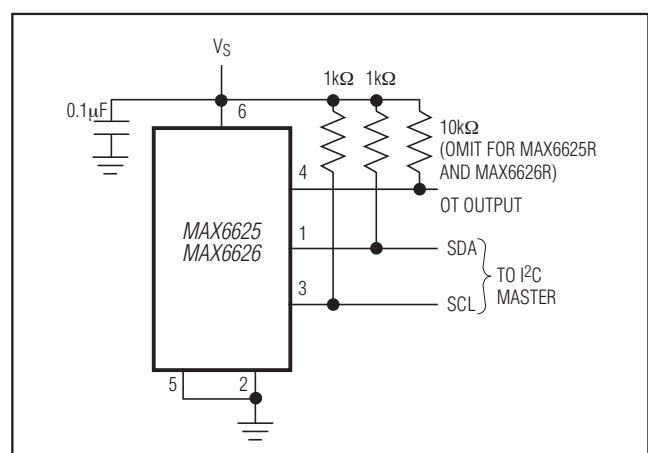 VS
1kΩ 1kΩ
0.1μF
6
10kΩ
(OMIT FOR MAX6625R
AND MAX6626R)
4
OT OUTPUT
MAX6625
MAX6626
1
SDA
TO I2C
MASTER
3
SCL
5
2